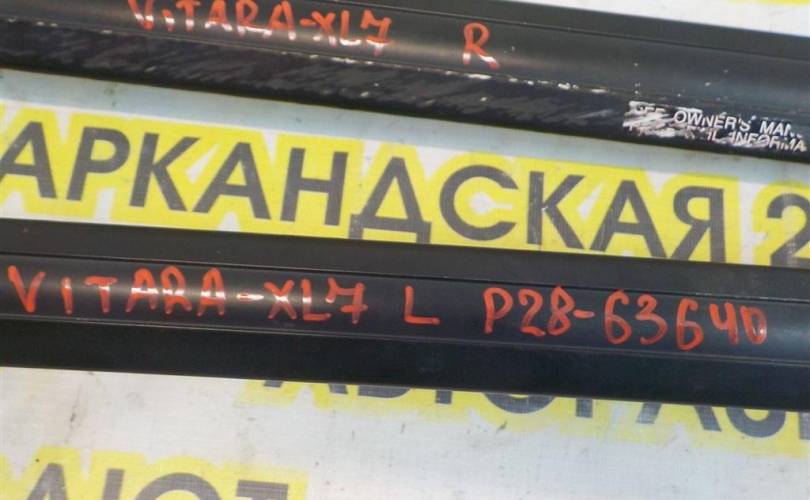 VITARA-XL7 R
OWNER'S MAN
АРКАНДСКАЯ 2
VITARA-XL7 L P28-63640